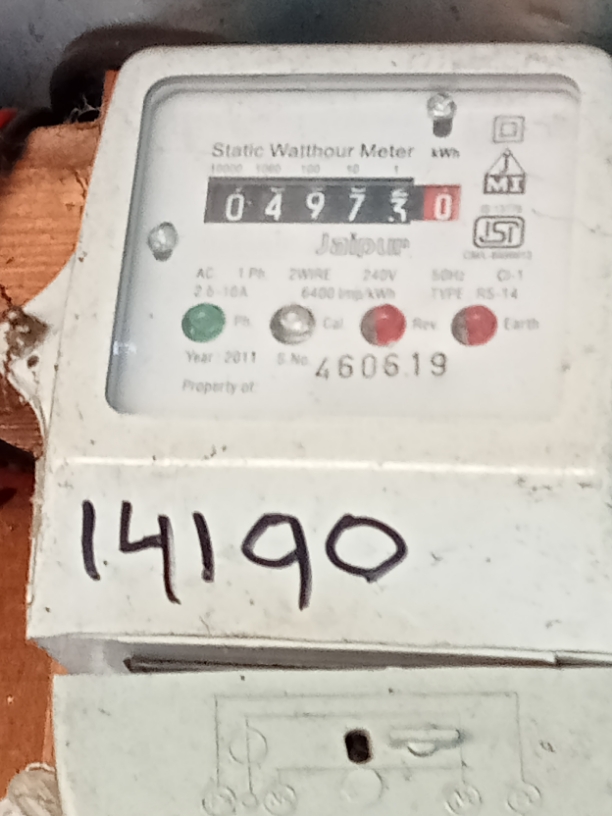 Static Watthour Meter kWh
10000 1000 100 10 1
0 4 9 7 3 0
MI
ISI
Jaipur
AC 1 Ph 2WIRE 240V 50Hz Cl-1
2.5-10A 6400 Imp/kWh TYPE RS-14
Ph. Cal. Rev. Earth
Year : 2011 S.No. 460619
Property of:
14190